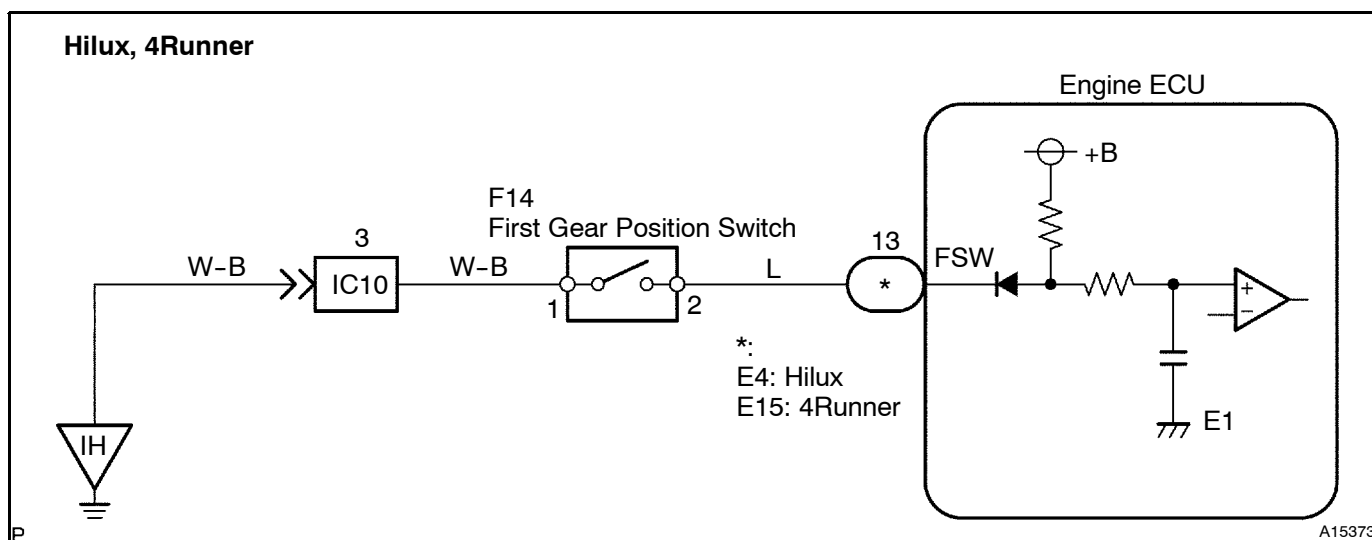 Hilux, 4Runner
Engine ECU
+B
F14
First Gear Position Switch
3
13
W-B
IC10
W-B
1
2
L
*
FSW
+
-
*:
E4: Hilux
E15: 4Runner
E1
IH
P
A15373